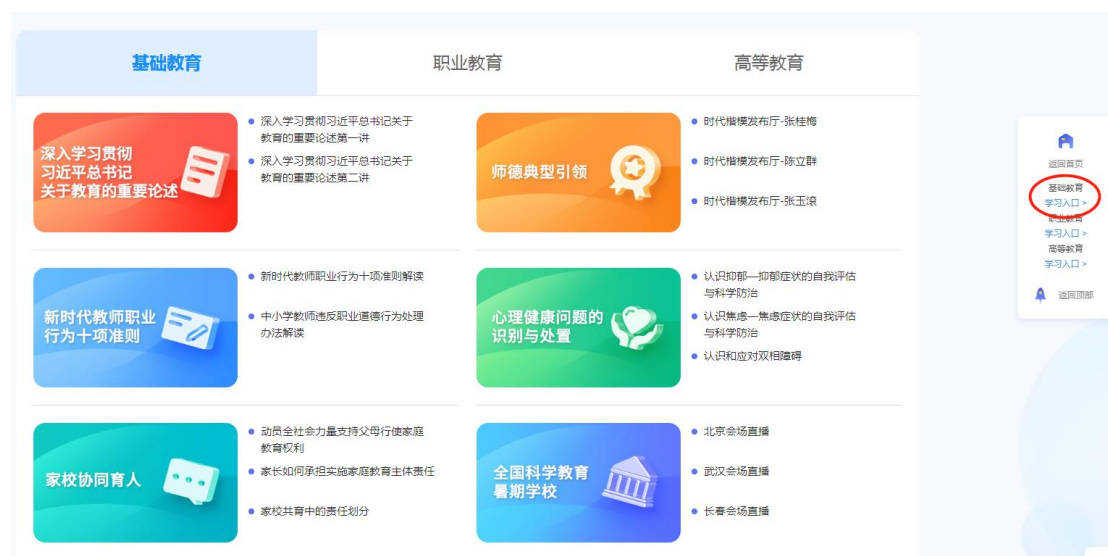 基础教育
职业教育
高等教育
深入学习贯彻
习近平总书记
关于教育的重要论述
深入学习贯彻习近平总书记关于
教育的重要论述第一讲
深入学习贯彻习近平总书记关于
教育的重要论述第二讲
师德典型引领
时代楷模发布厅-张桂梅
时代楷模发布厅-陈立群
时代楷模发布厅-张玉滚
新时代教师职业
行为十项准则
新时代教师职业行为十项准则解读
中小学教师违反职业道德行为处理
办法解读
心理健康问题的
识别与处置
认识抑郁—抑郁症状的自我评估
与科学防治
认识焦虑—焦虑症状的自我评估
与科学防治
认识和应对双相障碍
家校协同育人
动员全社会力量支持父母行使家庭
教育权利
家长如何承担实施家庭教育主体责任
家校共育中的责任划分
全国科学教育
暑期学校
北京会场直播
武汉会场直播
长春会场直播
返回首页
基础教育
学习入口 >
职业教育
学习入口 >
高等教育
学习入口 >
返回顶部